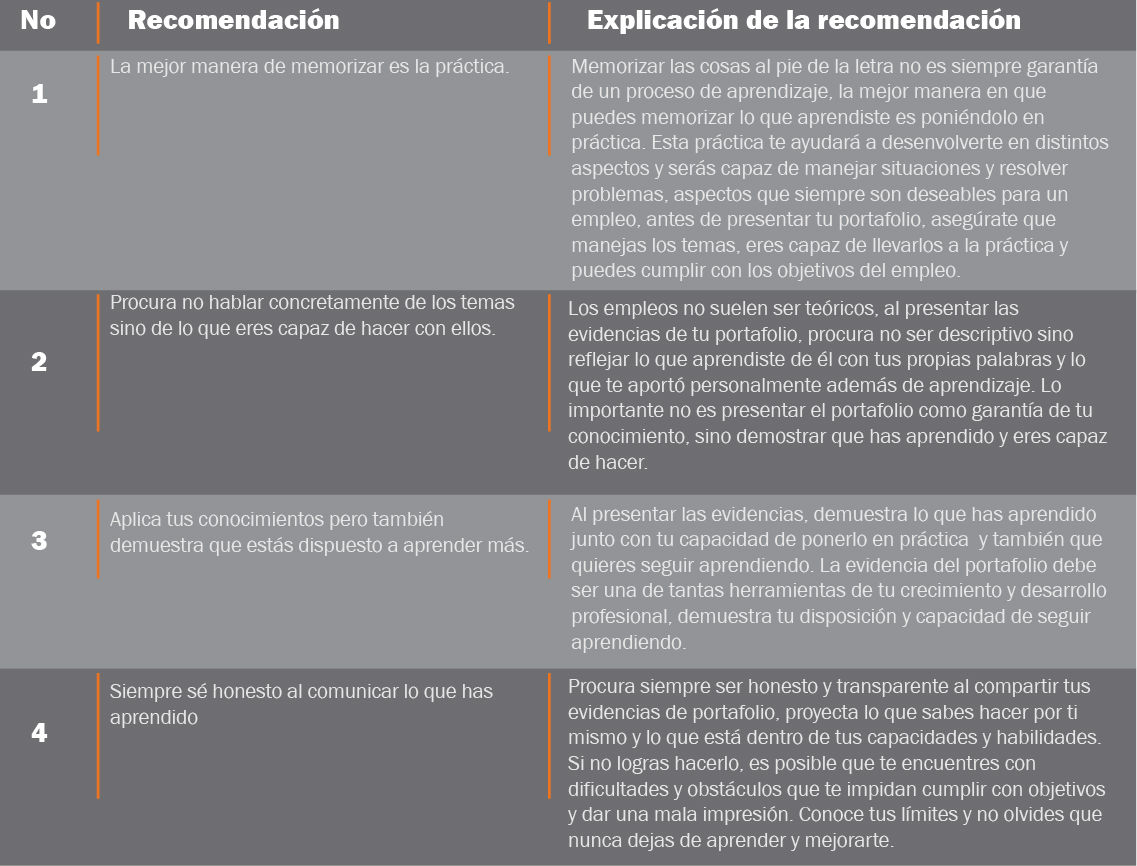 No Recomendación Explicación de la recomendación
1
La mejor manera de memorizar es la práctica.
Memorizar las cosas al pie de la letra no es siempre garantía
de un proceso de aprendizaje, la mejor manera en que
puedes memorizar lo que aprendiste es poniéndolo en
práctica. Esta práctica te ayudará a desenvolverte en distintos
aspectos y serás capaz de manejar situaciones y resolver
problemas, aspectos que siempre son deseables para un
empleo, antes de presentar tu portafolio, asegúrate que
manejas los temas, eres capaz de llevarlos a la práctica y
puedes cumplir con los objetivos del empleo.
2
Procura no hablar concretamente de los temas
sino de lo que eres capaz de hacer con ellos.
Los empleos no suelen ser teóricos, al presentar las
evidencias de tu portafolio, procura no ser descriptivo sino
reflejar lo que aprendiste de él con tus propias palabras y lo
que te aportó personalmente además de aprendizaje. Lo
importante no es presentar el portafolio como garantía de tu
conocimiento, sino demostrar que has aprendido y eres capaz
de hacer.
3
Aplica tus conocimientos pero también
demuestra que estás dispuesto a aprender más.
Al presentar las evidencias, demuestra lo que has aprendido
junto con tu capacidad de ponerlo en práctica  y también que
quieres seguir aprendiendo. La evidencia del portafolio debe
ser una de tantas herramientas de tu crecimiento y desarrollo
profesional, demuestra tu disposición y capacidad de seguir
aprendiendo.
4
Siempre sé honesto al comunicar lo que has
aprendido
Procura siempre ser honesto y transparente al compartir tus
evidencias de portafolio, proyecta lo que sabes hacer por ti
mismo y lo que está dentro de tus capacidades y habilidades.
Si no logras hacerlo, es posible que te encuentres con
dificultades y obstáculos que te impidan cumplir con objetivos
y dar una mala impresión. Conoce tus límites y no olvides que
nunca dejas de aprender y mejorarte.